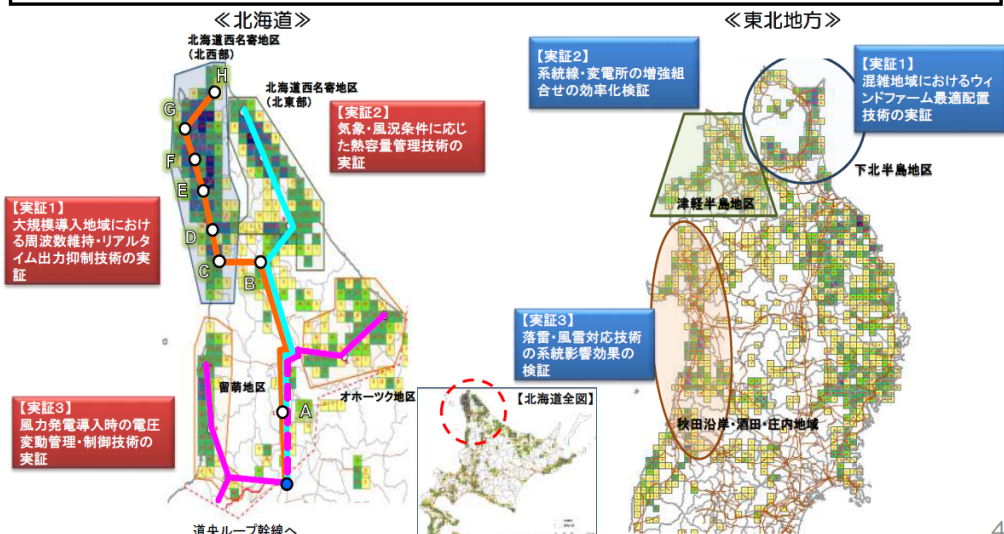 ≪北海道≫
≪東北地方≫
北海道西名寄地区
（北西部）
北海道西名寄地区
（北東部）
【実証2】
気象・風況条件に応じ
た熱容量管理技術の
実証
【実証1】
大規模導入地域におけ
る周波数維持・リアルタ
イム出力抑制技術の実
証
【実証3】
風力発電導入時の電圧
変動管理・制御技術の
実証
H
G
F
E
D
C
B
A
留萌地区
オホーツク地区
道央ループ幹線へ
【北海道全図】
【実証2】
系統線・変電所の増強組
合せの効率化検証
【実証1】
混雑地域におけるウィ
ンドファーム最適配置
技術の実証
下北半島地区
津軽半島地区
【実証3】
落雷・風雪対応技術
の系統影響効果の
検証
秋田沿岸・酒田・庄内地域
4